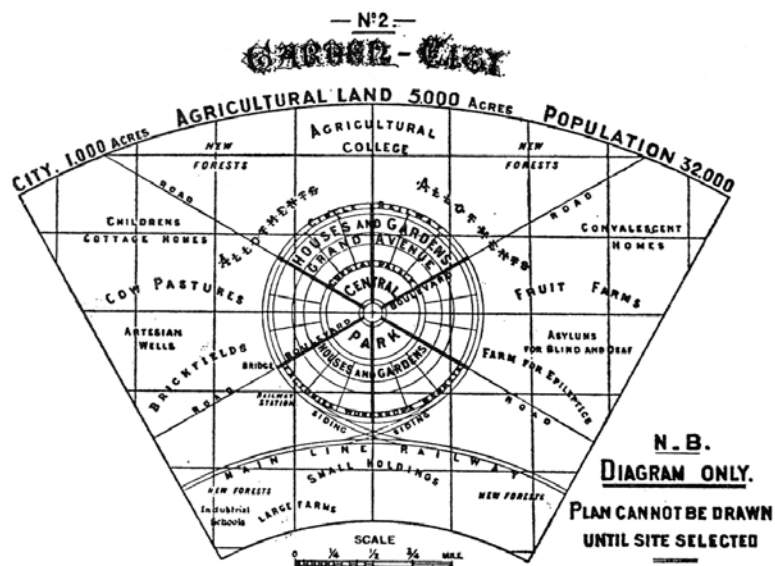 — Nº2. —
GARDEN-CITY
CITY. 1,000 ACRES AGRICULTURAL LAND 5,000 ACRES POPULATION 32,000
NEW FORESTS
AGRICULTURAL COLLEGE
NEW FORESTS
ROAD
ALLOTMENTS
CIRCLE RAILWAY
ALLOTMENTS
ROAD
CHILDRENS COTTAGE HOMES
HOUSES AND GARDENS
GRAND AVENUE
CONVALESCENT HOMES
CRYSTAL PALACE
CENTRAL
BOULEVARD
COW PASTURES
FRUIT FARMS
ARTESIAN WELLS
PARK
ASYLUMS FOR BLIND AND DEAF
BRICKFIELDS
BOULEVARD
BRIDGE
HOUSES AND GARDENS
FARM FOR EPILEPTICS
ROAD
RAILWAY STATION
ROAD
SIDING
SIDING
MAIN LINE RAILWAY
SMALL HOLDINGS
NEW FORESTS
NEW FORESTS
Industrial Schools
LARGE FARMS
N.B.
DIAGRAM ONLY.
PLAN CANNOT BE DRAWN
UNTIL SITE SELECTED
SCALE
0 ¼ ½ ¾ 1 MILE.